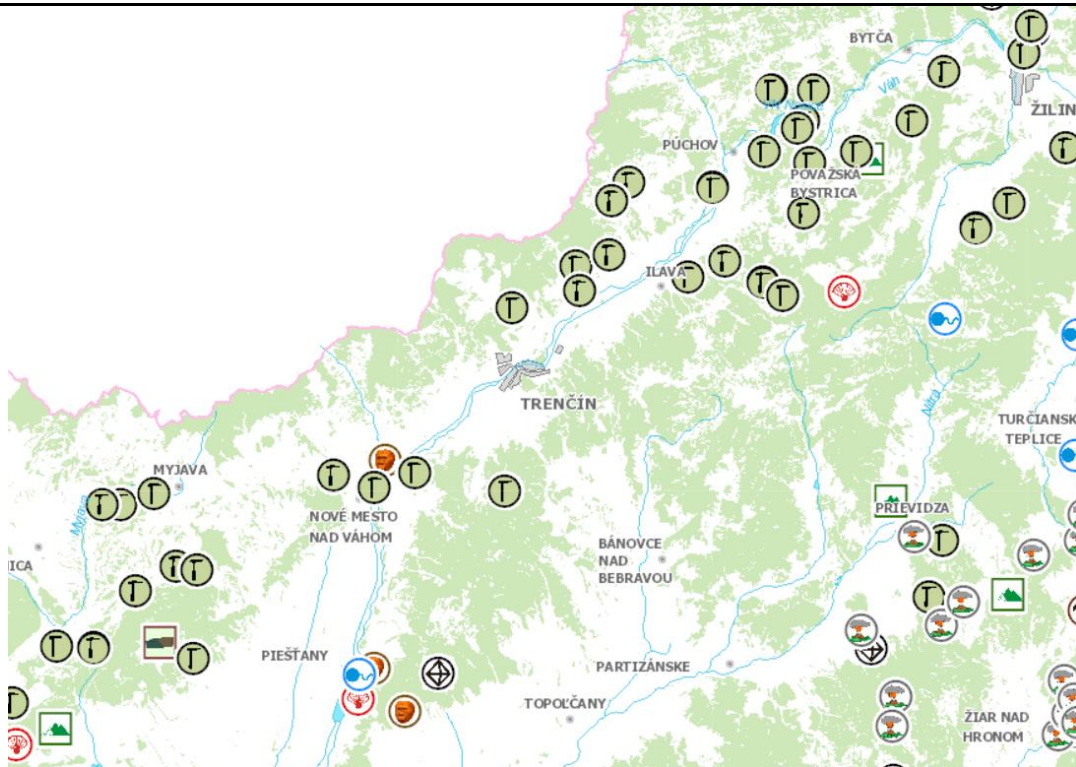 BYTČA
Váh
ŽILIN
PÚCHOV
POVAŽSKÁ
BYSTRICA
ILAVA
TRENČÍN
Nitra
TURČIANSK
TEPLICE
MYJAVA
Myjava
NOVÉ MESTO
NAD VÁHOM
PRIEVIDZA
BÁNOVCE
NAD
BEBRAVOU
ICA
PIEŠŤANY
PARTIZÁNSKE
TOPOĽČANY
ŽIAR NAD
HRONOM